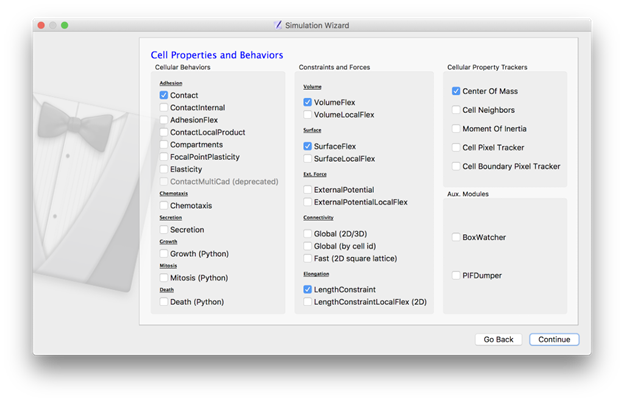 Simulation Wizard
Cell Properties and Behaviors
Cellular Behaviors
Adhesion
Contact
ContactInternal
AdhesionFlex
ContactLocalProduct
Compartments
FocalPointPlasticity
Elasticity
ContactMultiCad (deprecated)
Chemotaxis
Chemotaxis
Secretion
Secretion
Growth
Growth (Python)
Mitosis
Mitosis (Python)
Death
Death (Python)
Constraints and Forces
Volume
VolumeFlex
VolumeLocalFlex
Surface
SurfaceFlex
SurfaceLocalFlex
Ext. Force
ExternalPotential
ExternalPotentialLocalFlex
Connectivity
Global (2D/3D)
Global (by cell id)
Fast (2D square lattice)
Elongation
LengthConstraint
LengthConstraintLocalFlex (2D)
Cellular Property Trackers
Center Of Mass
Cell Neighbors
Moment Of Inertia
Cell Pixel Tracker
Cell Boundary Pixel Tracker
Aux. Modules
BoxWatcher
PIFDumper
Go Back
Continue